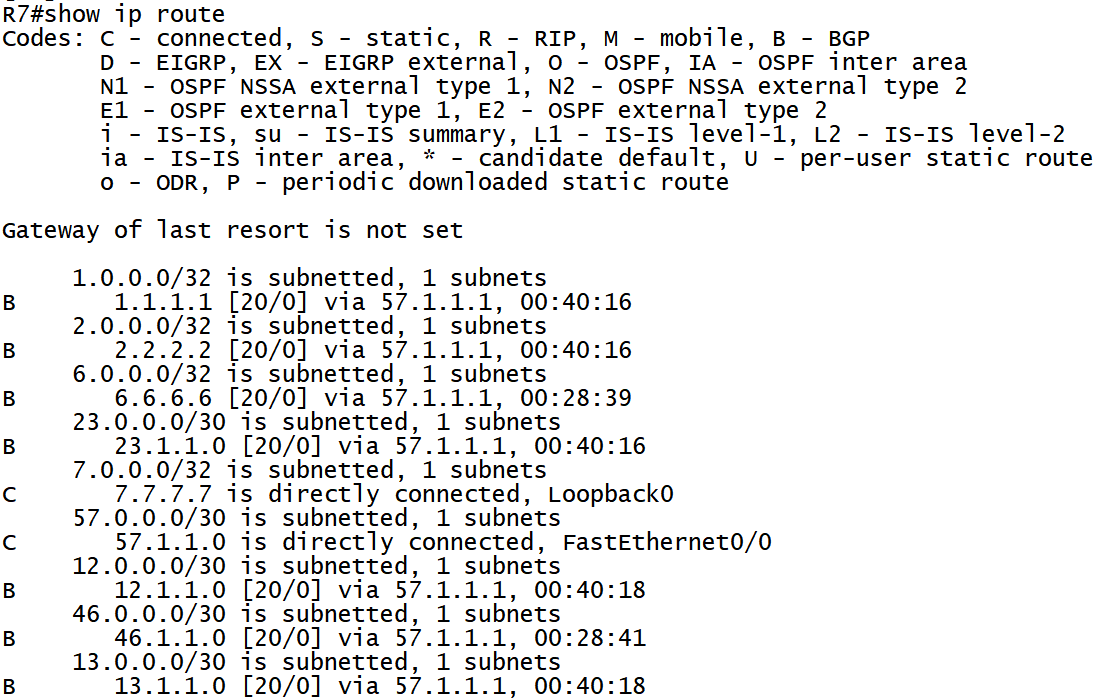 R7#show ip route
Codes: C - connected, S - static, R - RIP, M - mobile, B - BGP
       D - EIGRP, EX - EIGRP external, O - OSPF, IA - OSPF inter area
       N1 - OSPF NSSA external type 1, N2 - OSPF NSSA external type 2
       E1 - OSPF external type 1, E2 - OSPF external type 2
       i - IS-IS, su - IS-IS summary, L1 - IS-IS level-1, L2 - IS-IS level-2
       ia - IS-IS inter area, * - candidate default, U - per-user static route
       o - ODR, P - periodic downloaded static route

Gateway of last resort is not set

     1.0.0.0/32 is subnetted, 1 subnets
B       1.1.1.1 [20/0] via 57.1.1.1, 00:40:16
     2.0.0.0/32 is subnetted, 1 subnets
B       2.2.2.2 [20/0] via 57.1.1.1, 00:40:16
     6.0.0.0/32 is subnetted, 1 subnets
B       6.6.6.6 [20/0] via 57.1.1.1, 00:28:39
     23.0.0.0/30 is subnetted, 1 subnets
B       23.1.1.0 [20/0] via 57.1.1.1, 00:40:16
     7.0.0.0/32 is subnetted, 1 subnets
C       7.7.7.7 is directly connected, Loopback0
     57.0.0.0/30 is subnetted, 1 subnets
C       57.1.1.0 is directly connected, FastEthernet0/0
     12.0.0.0/30 is subnetted, 1 subnets
B       12.1.1.0 [20/0] via 57.1.1.1, 00:40:18
     46.0.0.0/30 is subnetted, 1 subnets
B       46.1.1.0 [20/0] via 57.1.1.1, 00:28:41
     13.0.0.0/30 is subnetted, 1 subnets
B       13.1.1.0 [20/0] via 57.1.1.1, 00:40:18